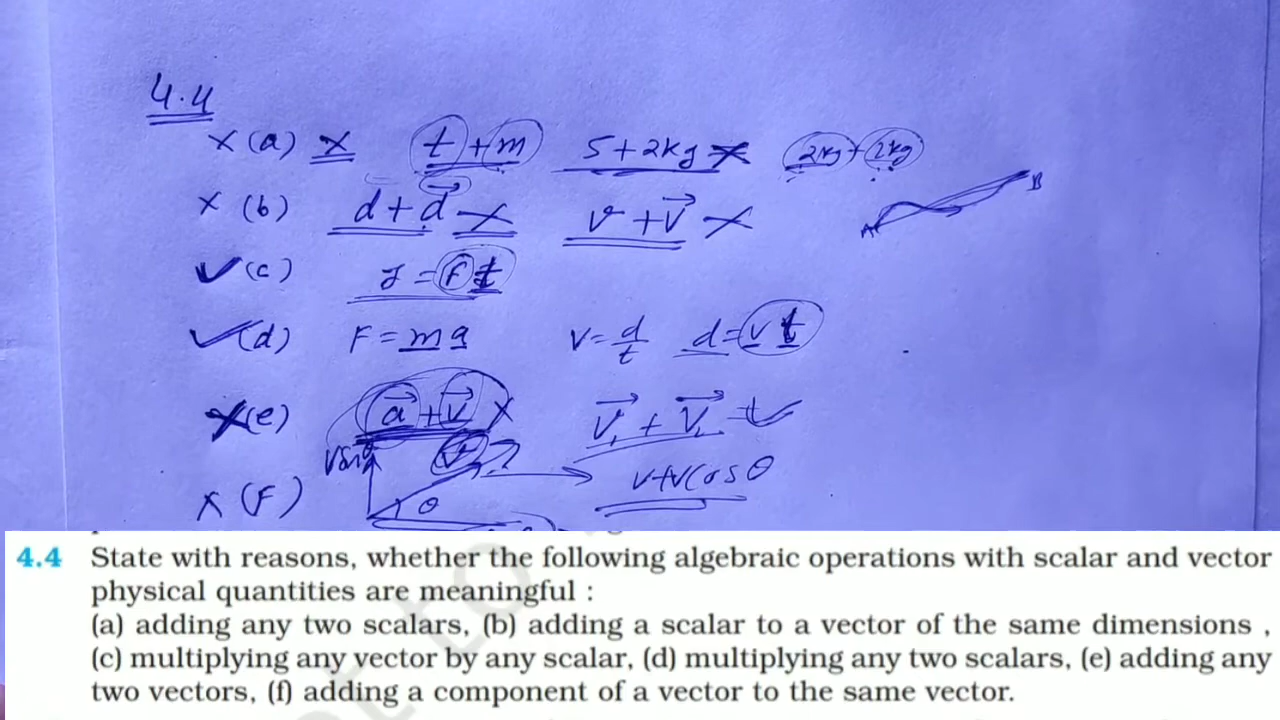 4.4
× (a) × t + m 5 + 2kg × 2kg + 2kg
× (b) d + d⃗ × v + v⃗ × A B
✓ (c) = F t
✓ (d) F = m a v = d/t d = v t
× (e) a⃗ + v⃗ × V⃗₁ + V⃗₁ ✓
θ v + v cos θ
× (F)
4.4 State with reasons, whether the following algebraic operations with scalar and vector
physical quantities are meaningful :
(a) adding any two scalars, (b) adding a scalar to a vector of the same dimensions ,
(c) multiplying any vector by any scalar, (d) multiplying any two scalars, (e) adding any
two vectors, (f) adding a component of a vector to the same vector.